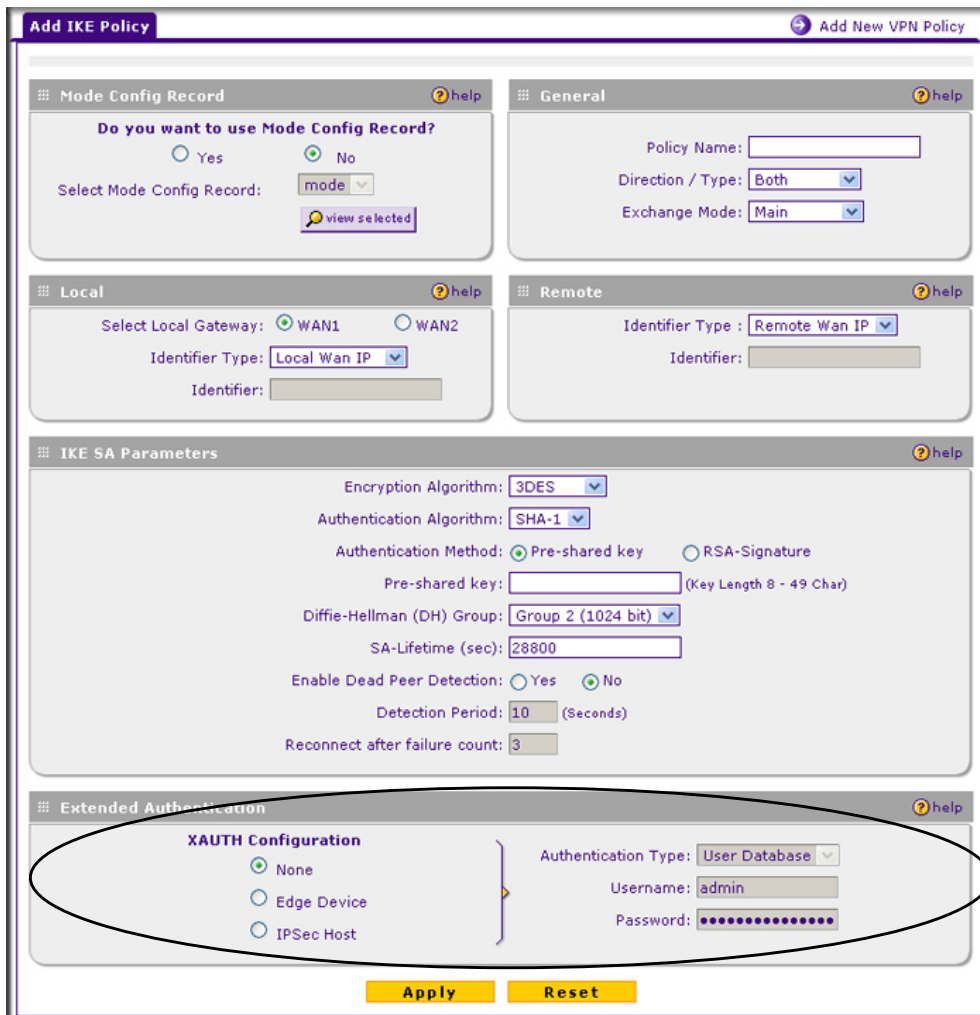 Add IKE Policy
Add New VPN Policy
Mode Config Record
help
Do you want to use Mode Config Record?
Yes No
Select Mode Config Record: mode
view selected
General
help
Policy Name:
Direction / Type: Both
Exchange Mode: Main
Local
help
Select Local Gateway: WAN1 WAN2
Identifier Type: Local Wan IP
Identifier:
Remote
help
Identifier Type : Remote Wan IP
Identifier:
IKE SA Parameters
help
Encryption Algorithm: 3DES
Authentication Algorithm: SHA-1
Authentication Method: Pre-shared key RSA-Signature
Pre-shared key: (Key Length 8 - 49 Char)
Diffie-Hellman (DH) Group: Group 2 (1024 bit)
SA-Lifetime (sec): 28800
Enable Dead Peer Detection: Yes No
Detection Period: 10 (Seconds)
Reconnect after failure count: 3
Extended Authentication
help
XAUTH Configuration
None
Edge Device
IPSec Host
Authentication Type: User Database
Username: admin
Password: •••••••••••••••
Apply Reset